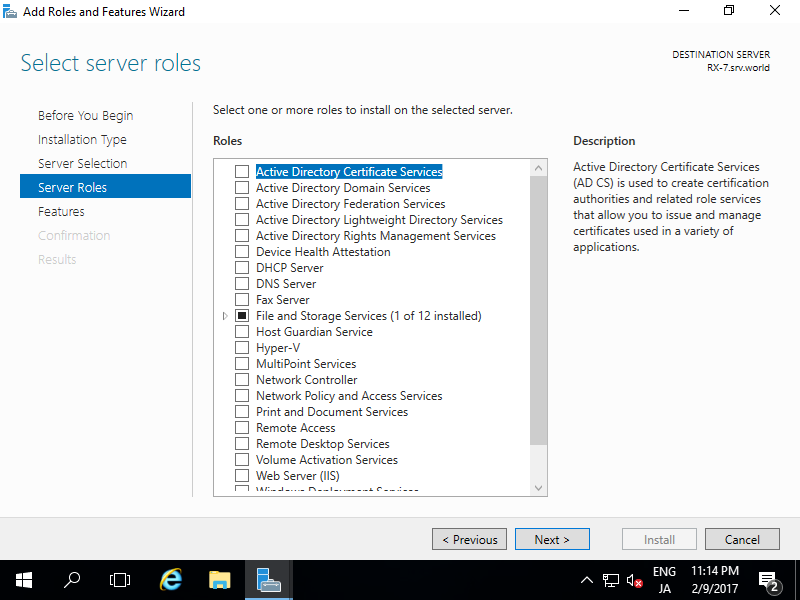 Add Roles and Features Wizard
Select server roles
DESTINATION SERVER
RX-7.srv.world
Before You Begin
Installation Type
Server Selection
Server Roles
Features
Confirmation
Results
Select one or more roles to install on the selected server.
Roles
Active Directory Certificate Services
Active Directory Domain Services
Active Directory Federation Services
Active Directory Lightweight Directory Services
Active Directory Rights Management Services
Device Health Attestation
DHCP Server
DNS Server
Fax Server
File and Storage Services (1 of 12 installed)
Host Guardian Service
Hyper-V
MultiPoint Services
Network Controller
Network Policy and Access Services
Print and Document Services
Remote Access
Remote Desktop Services
Volume Activation Services
Web Server (IIS)
Windows Deployment Services
Description
Active Directory Certificate Services
(AD CS) is used to create certification
authorities and related role services
that allow you to issue and manage
certificates used in a variety of
applications.
< Previous
Next >
Install
Cancel
ENG
JA
11:14 PM
2/9/2017
2